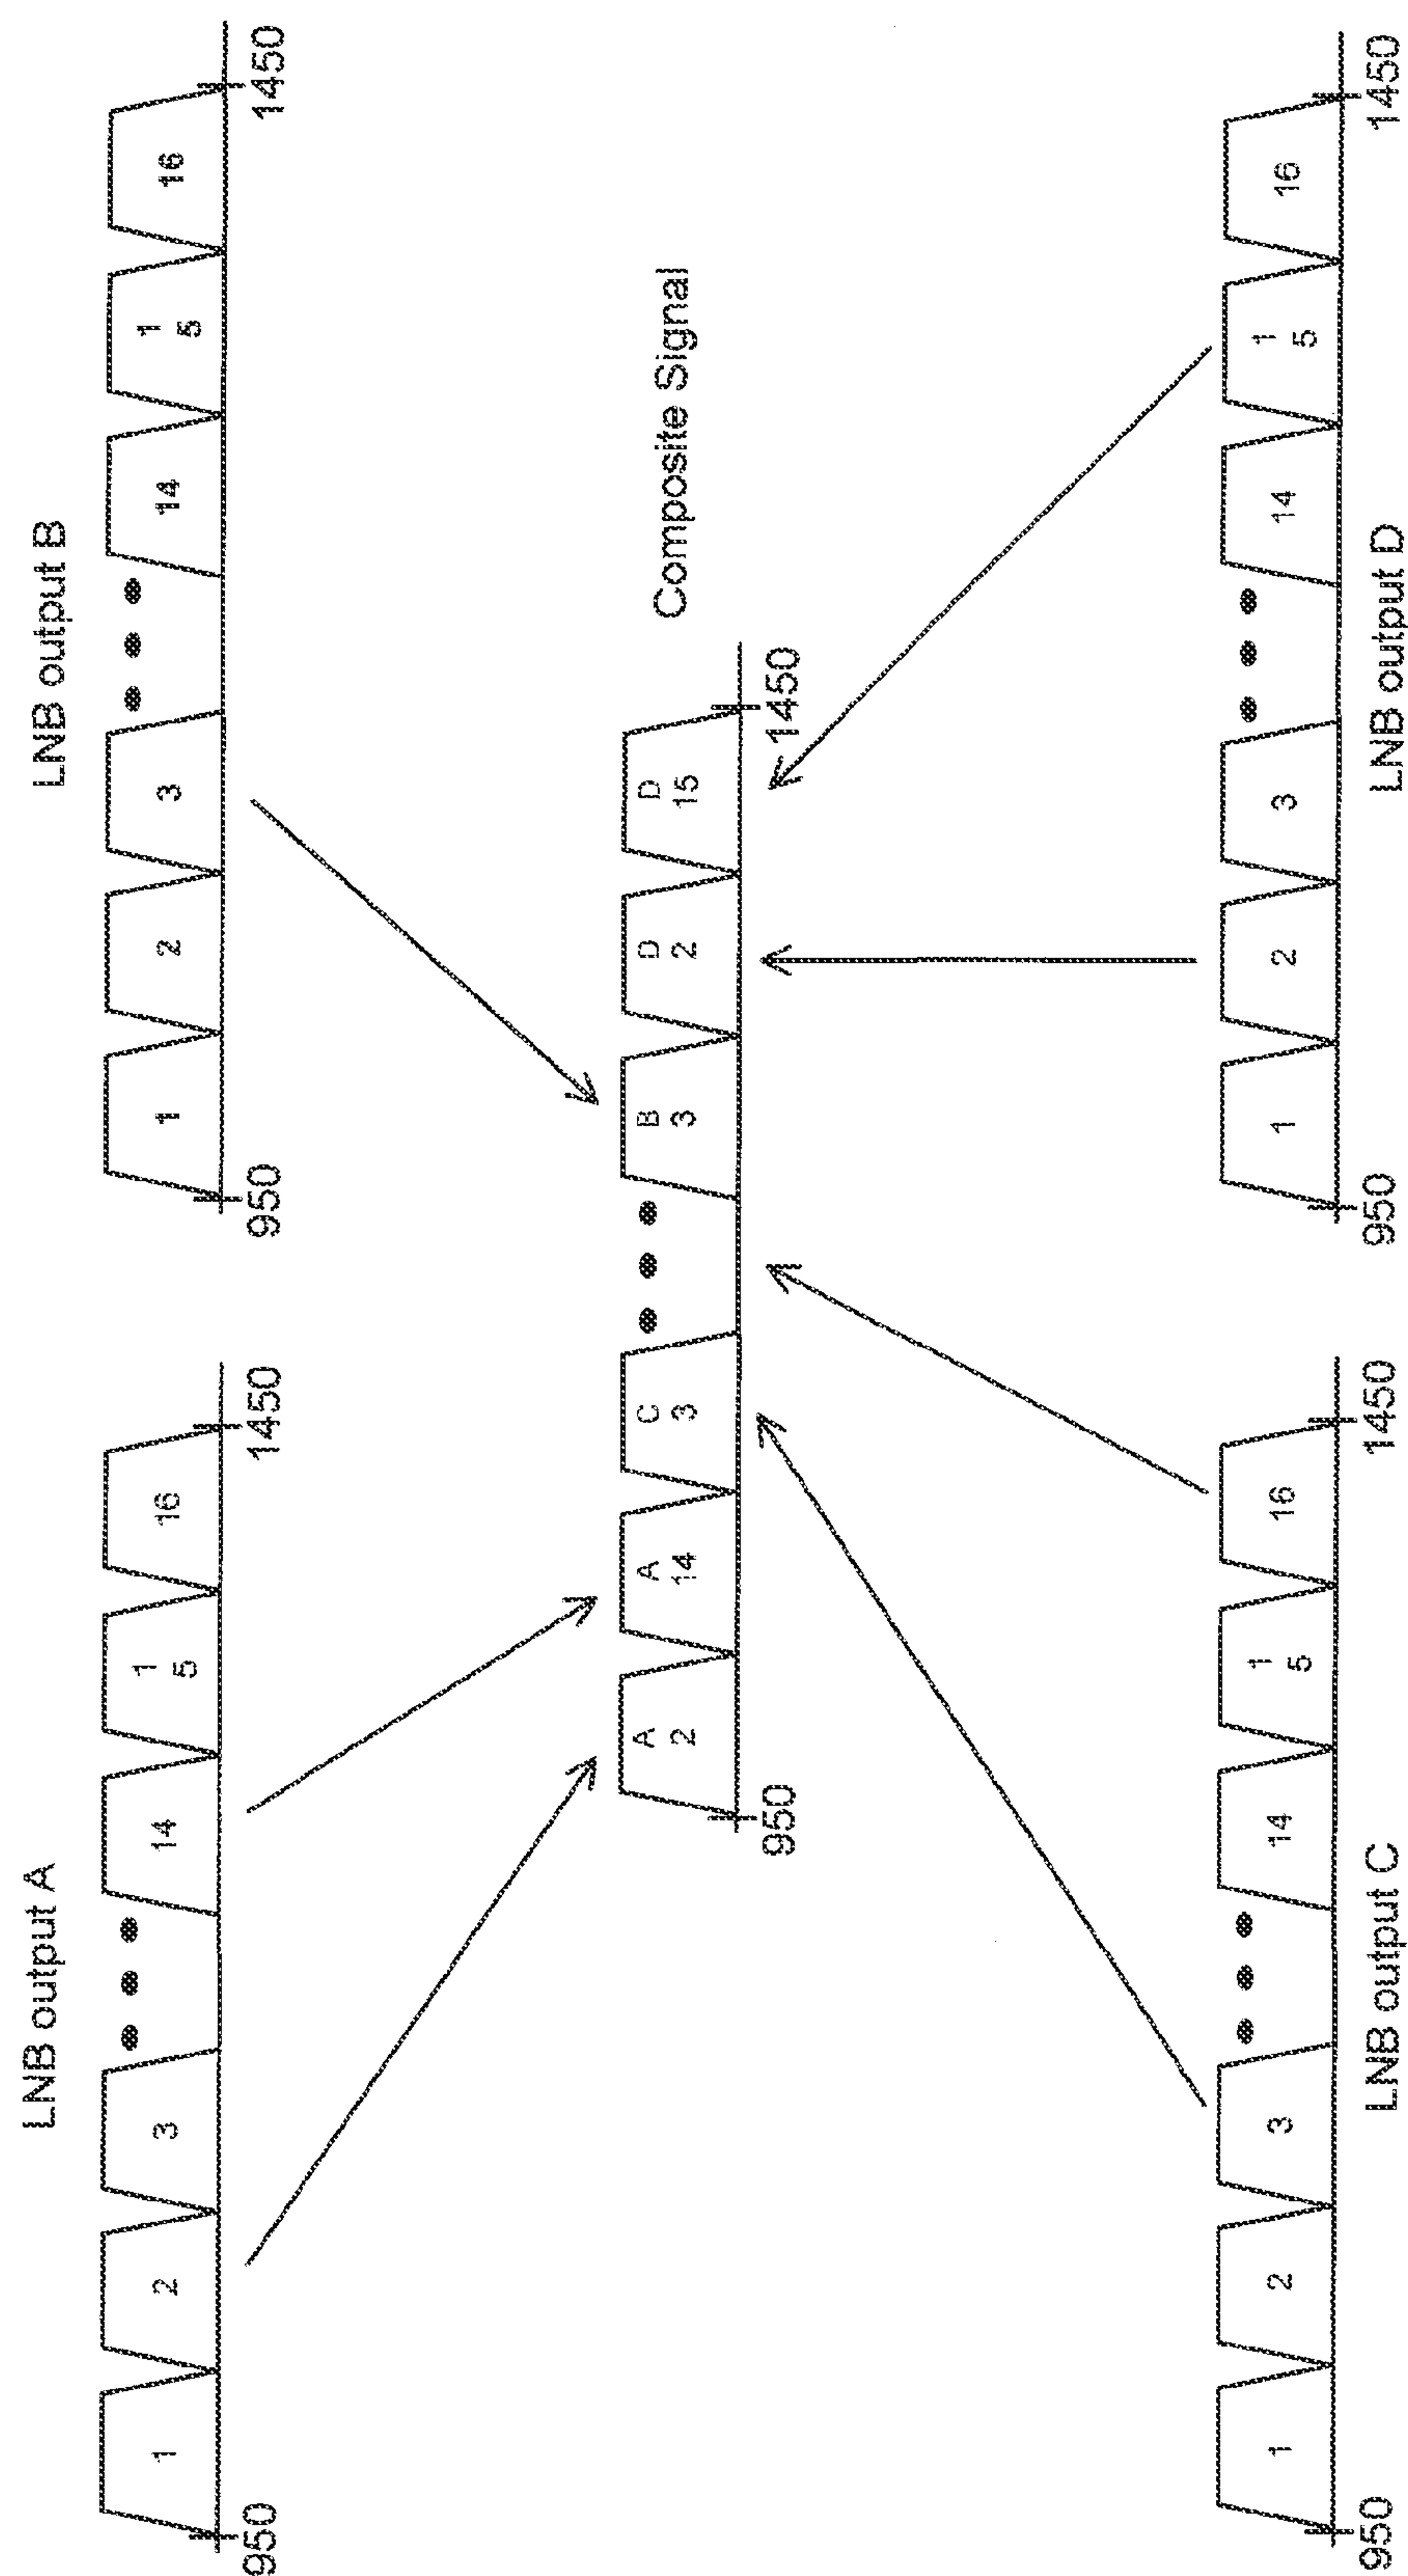 LNB output A
1 2 3 14 1 5 16
950 1450
LNB output B
1 2 3 14 1 5 16
950 1450
Composite Signal
A 2
A 14
C 3
B 3
D 2
D 15
950 1450
1 2 3 14 1 5 16
950 1450
LNB output C
1 2 3 14 1 5 16
950 1450
LNB output D